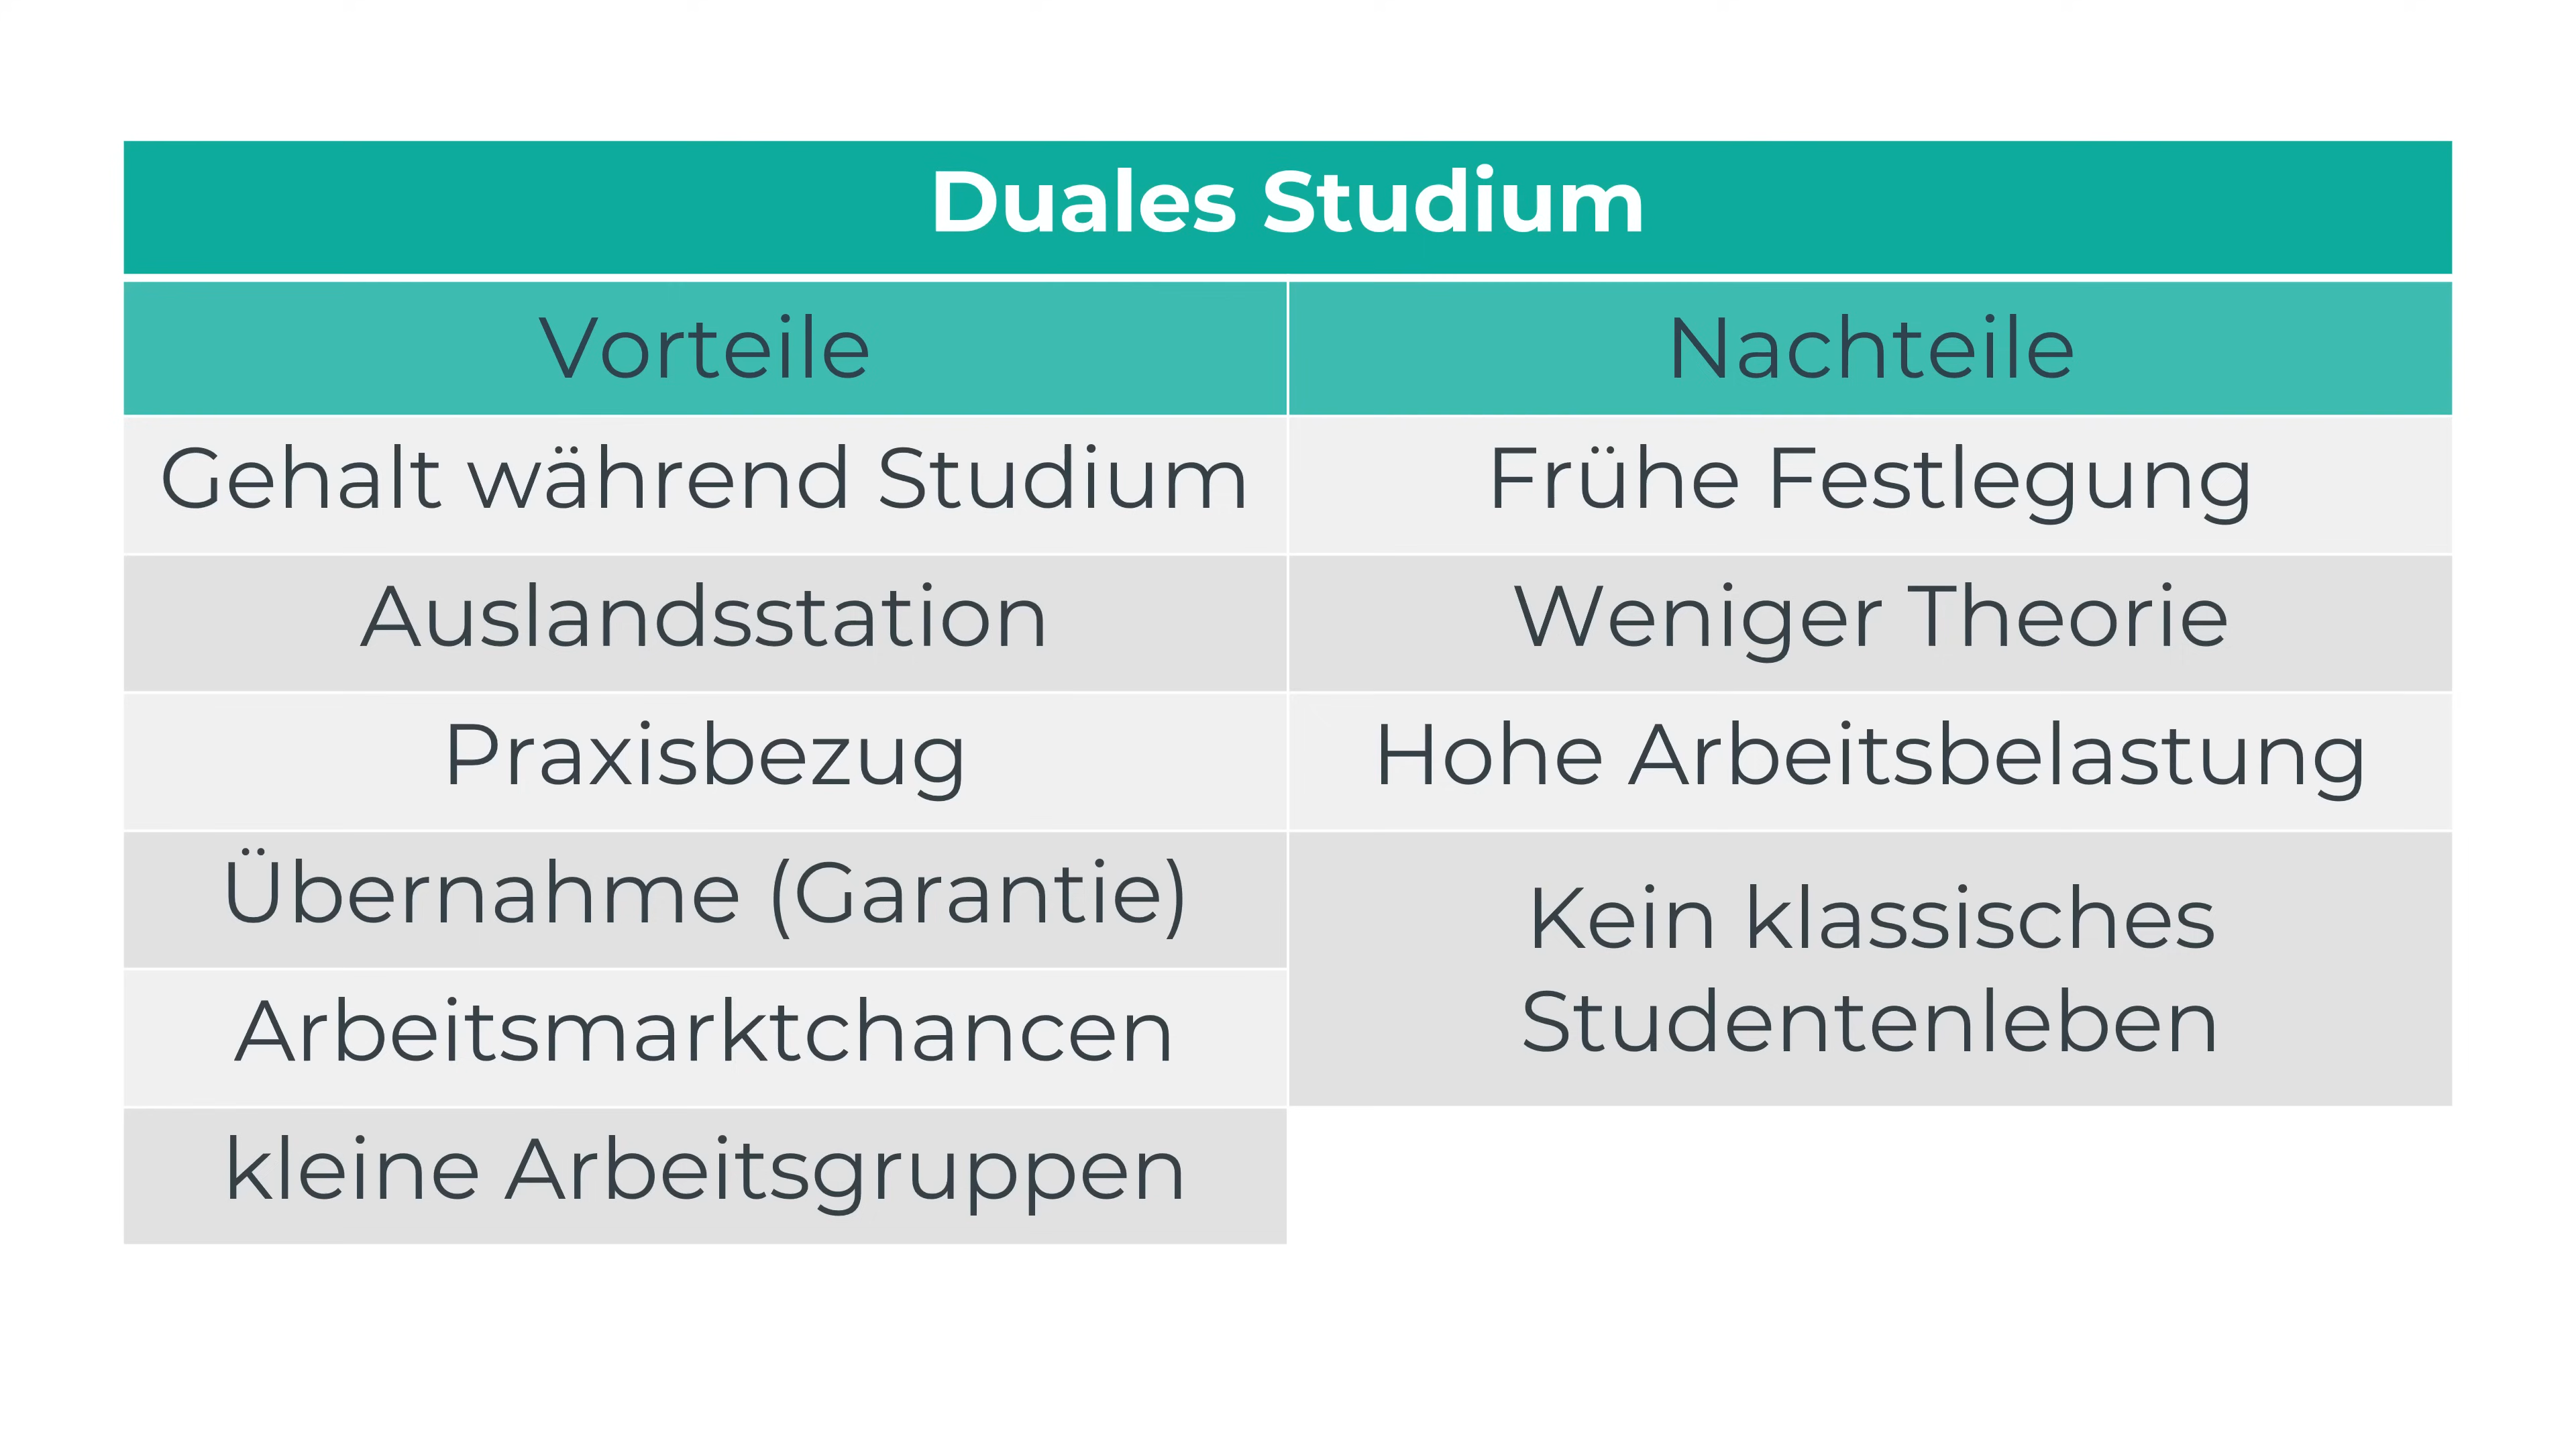 Duales Studium
Vorteile
Nachteile
Gehalt während Studium
Frühe Festlegung
Auslandsstation
Weniger Theorie
Praxisbezug
Hohe Arbeitsbelastung
Übernahme (Garantie)
Kein klassisches
Studentenleben
Arbeitsmarktchancen
kleine Arbeitsgruppen